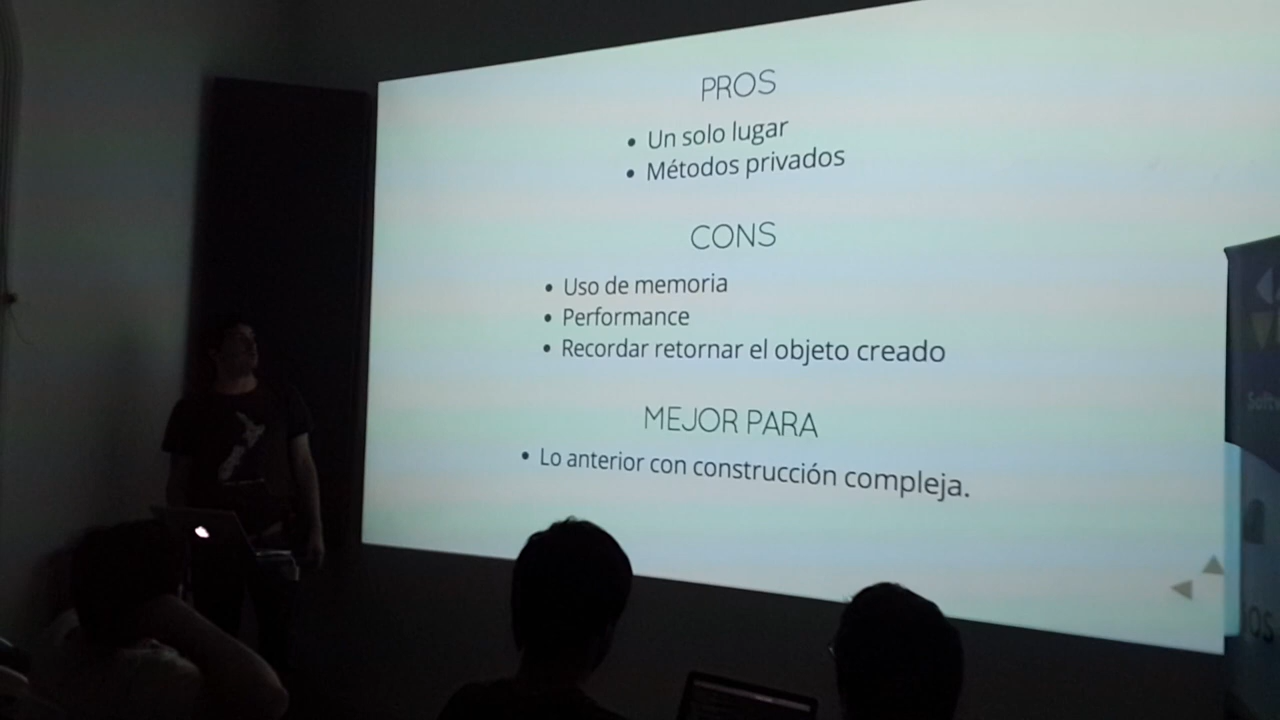 PROS
• Un solo lugar
• Métodos privados
CONS
• Uso de memoria
• Performance
• Recordar retornar el objeto creado
MEJOR PARA
• Lo anterior con construcción compleja.